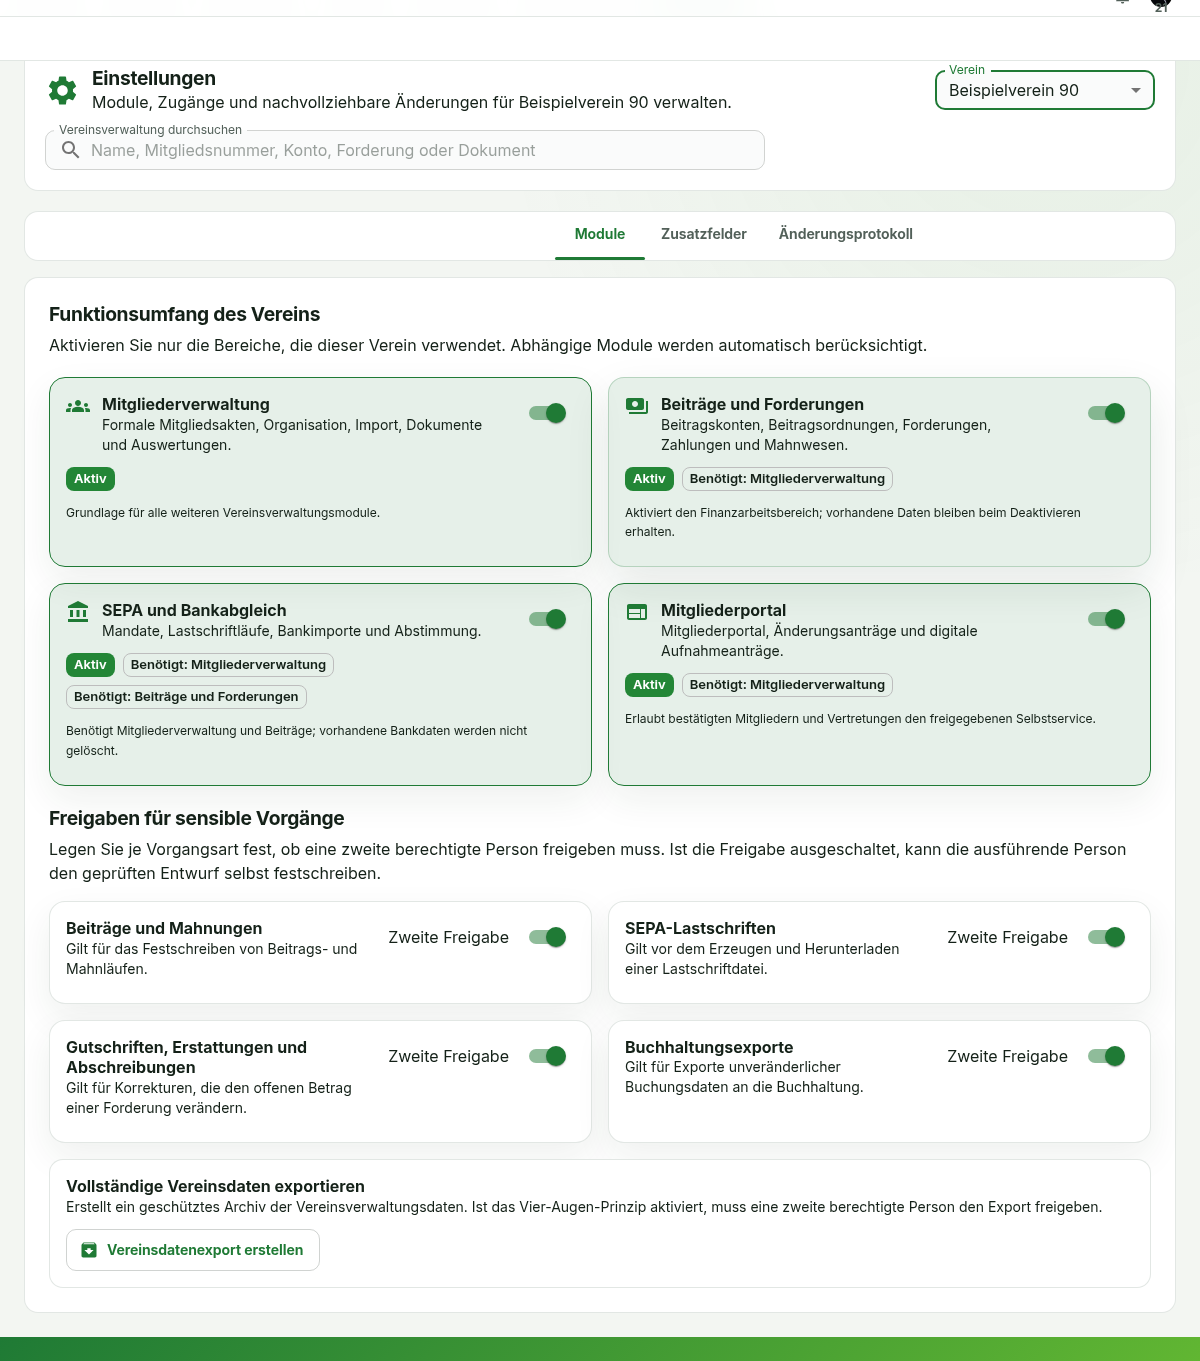 21
Einstellungen
Module, Zugänge und nachvollziehbare Änderungen für Beispielverein 90 verwalten.
Verein
Beispielverein 90
Vereinsverwaltung durchsuchen
Name, Mitgliedsnummer, Konto, Forderung oder Dokument
Module
Zusatzfelder
Änderungsprotokoll
Funktionsumfang des Vereins
Aktivieren Sie nur die Bereiche, die dieser Verein verwendet. Abhängige Module werden automatisch berücksichtigt.
Mitgliederverwaltung
Formale Mitgliedsakten, Organisation, Import, Dokumente
und Auswertungen.
Aktiv
Grundlage für alle weiteren Vereinsverwaltungsmodule.
Beiträge und Forderungen
Beitragskonten, Beitragsordnungen, Forderungen,
Zahlungen und Mahnwesen.
Aktiv
Benötigt: Mitgliederverwaltung
Aktiviert den Finanzarbeitsbereich; vorhandene Daten bleiben beim Deaktivieren
erhalten.
SEPA und Bankabgleich
Mandate, Lastschriftläufe, Bankimporte und Abstimmung.
Aktiv
Benötigt: Mitgliederverwaltung
Benötigt: Beiträge und Forderungen
Benötigt Mitgliederverwaltung und Beiträge; vorhandene Bankdaten werden nicht
gelöscht.
Mitgliederportal
Mitgliederportal, Änderungsanträge und digitale
Aufnahmeanträge.
Aktiv
Benötigt: Mitgliederverwaltung
Erlaubt bestätigten Mitgliedern und Vertretungen den freigegebenen Selbstservice.
Freigaben für sensible Vorgänge
Legen Sie je Vorgangsart fest, ob eine zweite berechtigte Person freigeben muss. Ist die Freigabe ausgeschaltet, kann die ausführende Person
den geprüften Entwurf selbst festschreiben.
Beiträge und Mahnungen
Gilt für das Festschreiben von Beitrags- und
Mahnläufen.
Zweite Freigabe
SEPA-Lastschriften
Gilt vor dem Erzeugen und Herunterladen
einer Lastschriftdatei.
Zweite Freigabe
Gutschriften, Erstattungen und
Abschreibungen
Gilt für Korrekturen, die den offenen Betrag
einer Forderung verändern.
Zweite Freigabe
Buchhaltungsexporte
Gilt für Exporte unveränderlicher
Buchungsdaten an die Buchhaltung.
Zweite Freigabe
Vollständige Vereinsdaten exportieren
Erstellt ein geschütztes Archiv der Vereinsverwaltungsdaten. Ist das Vier-Augen-Prinzip aktiviert, muss eine zweite berechtigte Person den Export freigeben.
Vereinsdatenexport erstellen